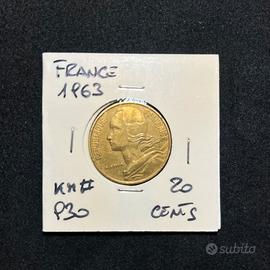 FRANCE
1963
KM#
930
20
CENTS
subito